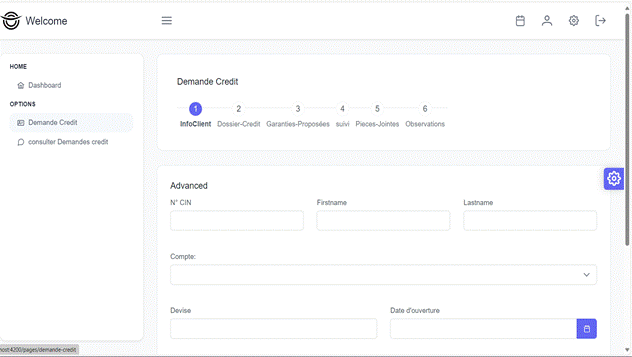 Welcome
HOME
Dashboard
OPTIONS
Demande Credit
consulter Demandes credit
Demande Credit
1 2 3 4 5 6
InfoClient Dossier-Credit Garanties-Proposées suivi Pieces-Jointes Observations
Advanced
N° CIN Firstname Lastname
Compte:
Devise Date d'ouverture
host:4200/pages/demande-credit